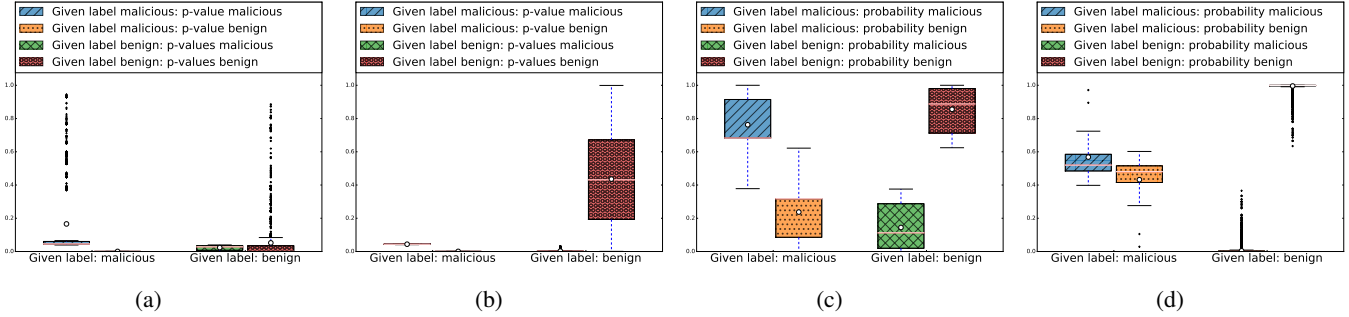 Given label malicious: p-value malicious
Given label malicious: p-value benign
Given label benign: p-values malicious
Given label benign: p-values benign
1.0
0.8
0.6
0.4
0.2
0.0
Given label: malicious Given label: benign
(a)
Given label malicious: p-value malicious
Given label malicious: p-value benign
Given label benign: p-values malicious
Given label benign: p-values benign
1.0
0.8
0.6
0.4
0.2
0.0
Given label: malicious Given label: benign
(b)
Given label malicious: probability malicious
Given label malicious: probability benign
Given label benign: probability malicious
Given label benign: probability benign
1.0
0.8
0.6
0.4
0.2
0.0
Given label: malicious Given label: benign
(c)
Given label malicious: probability malicious
Given label malicious: probability benign
Given label benign: probability malicious
Given label benign: probability benign
1.0
0.8
0.6
0.4
0.2
0.0
Given label: malicious Given label: benign
(d)